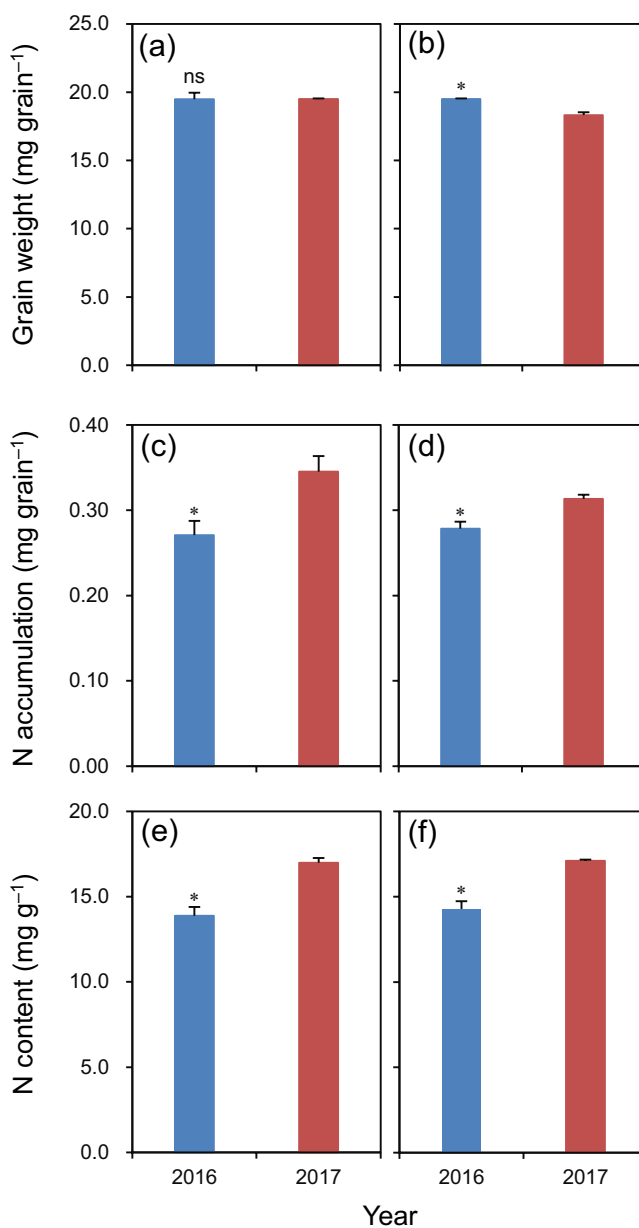 Grain weight (mg grain⁻¹)
25.0
20.0
15.0
10.0
5.0
0.0
(a)
ns
(b)
*
N accumulation (mg grain⁻¹)
0.40
0.30
0.20
0.10
0.00
(c)
*
(d)
*
N content (mg g⁻¹)
20.0
15.0
10.0
5.0
0.0
(e)
*
(f)
*
2016 2017 2016 2017
Year